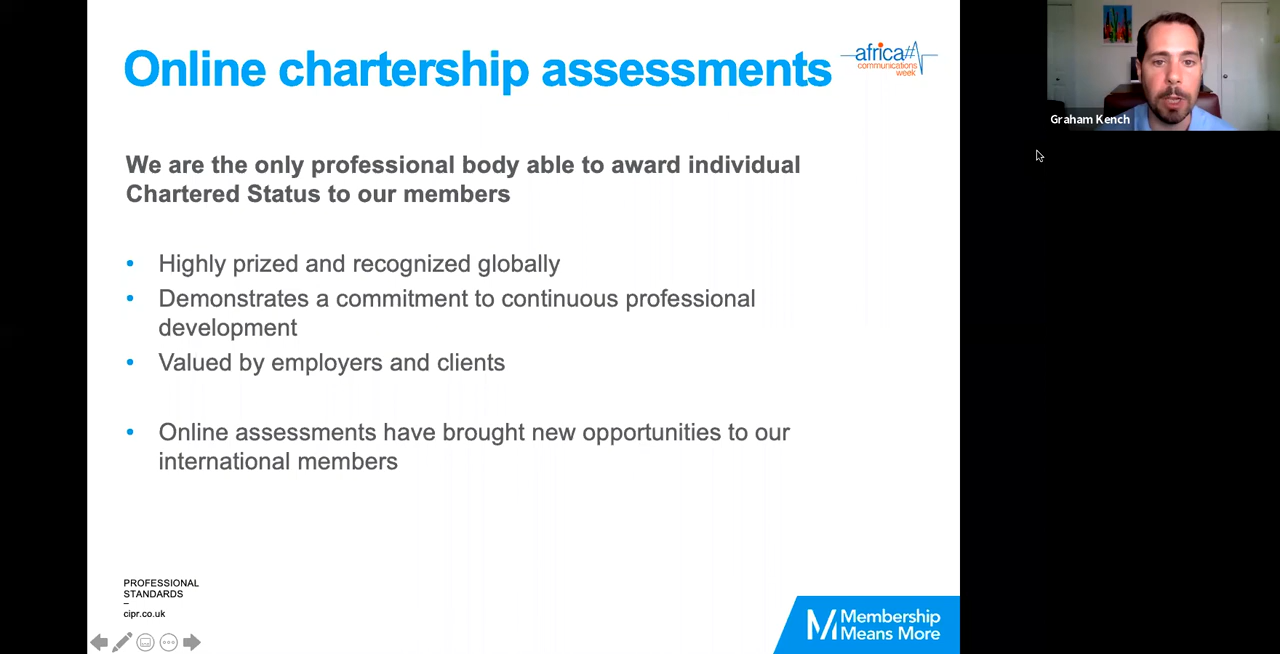 Online chartership assessments
africa#
communications
week
Graham Kench
We are the only professional body able to award individual
Chartered Status to our members
• Highly prized and recognized globally
• Demonstrates a commitment to continuous professional
development
• Valued by employers and clients
• Online assessments have brought new opportunities to our
international members
PROFESSIONAL
STANDARDS
–
cipr.co.uk
Membership
Means More